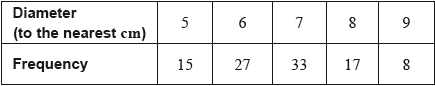 Diameter
(to the nearest cm) 5 6 7 8 9
Frequency 15 27 33 17 8